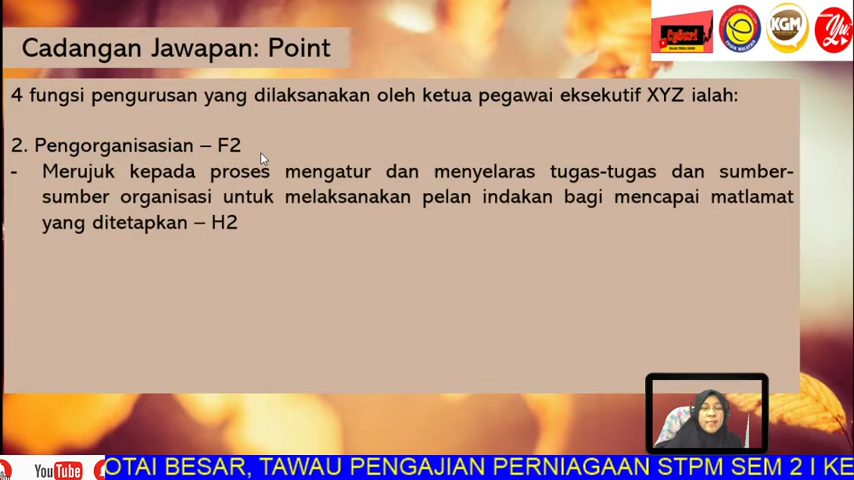 Cadangan Jawapan: Point
4 fungsi pengurusan yang dilaksanakan oleh ketua pegawai eksekutif XYZ ialah:
2. Pengorganisasian – F2
- Merujuk kepada proses mengatur dan menyelaras tugas-tugas dan sumber-
sumber organisasi untuk melaksanakan pelan indakan bagi mencapai matlamat
yang ditetapkan – H2
KGM
YouTube
OTAI BESAR, TAWAU PENGAJIAN PERNIAGAAN STPM SEM 2 I KE